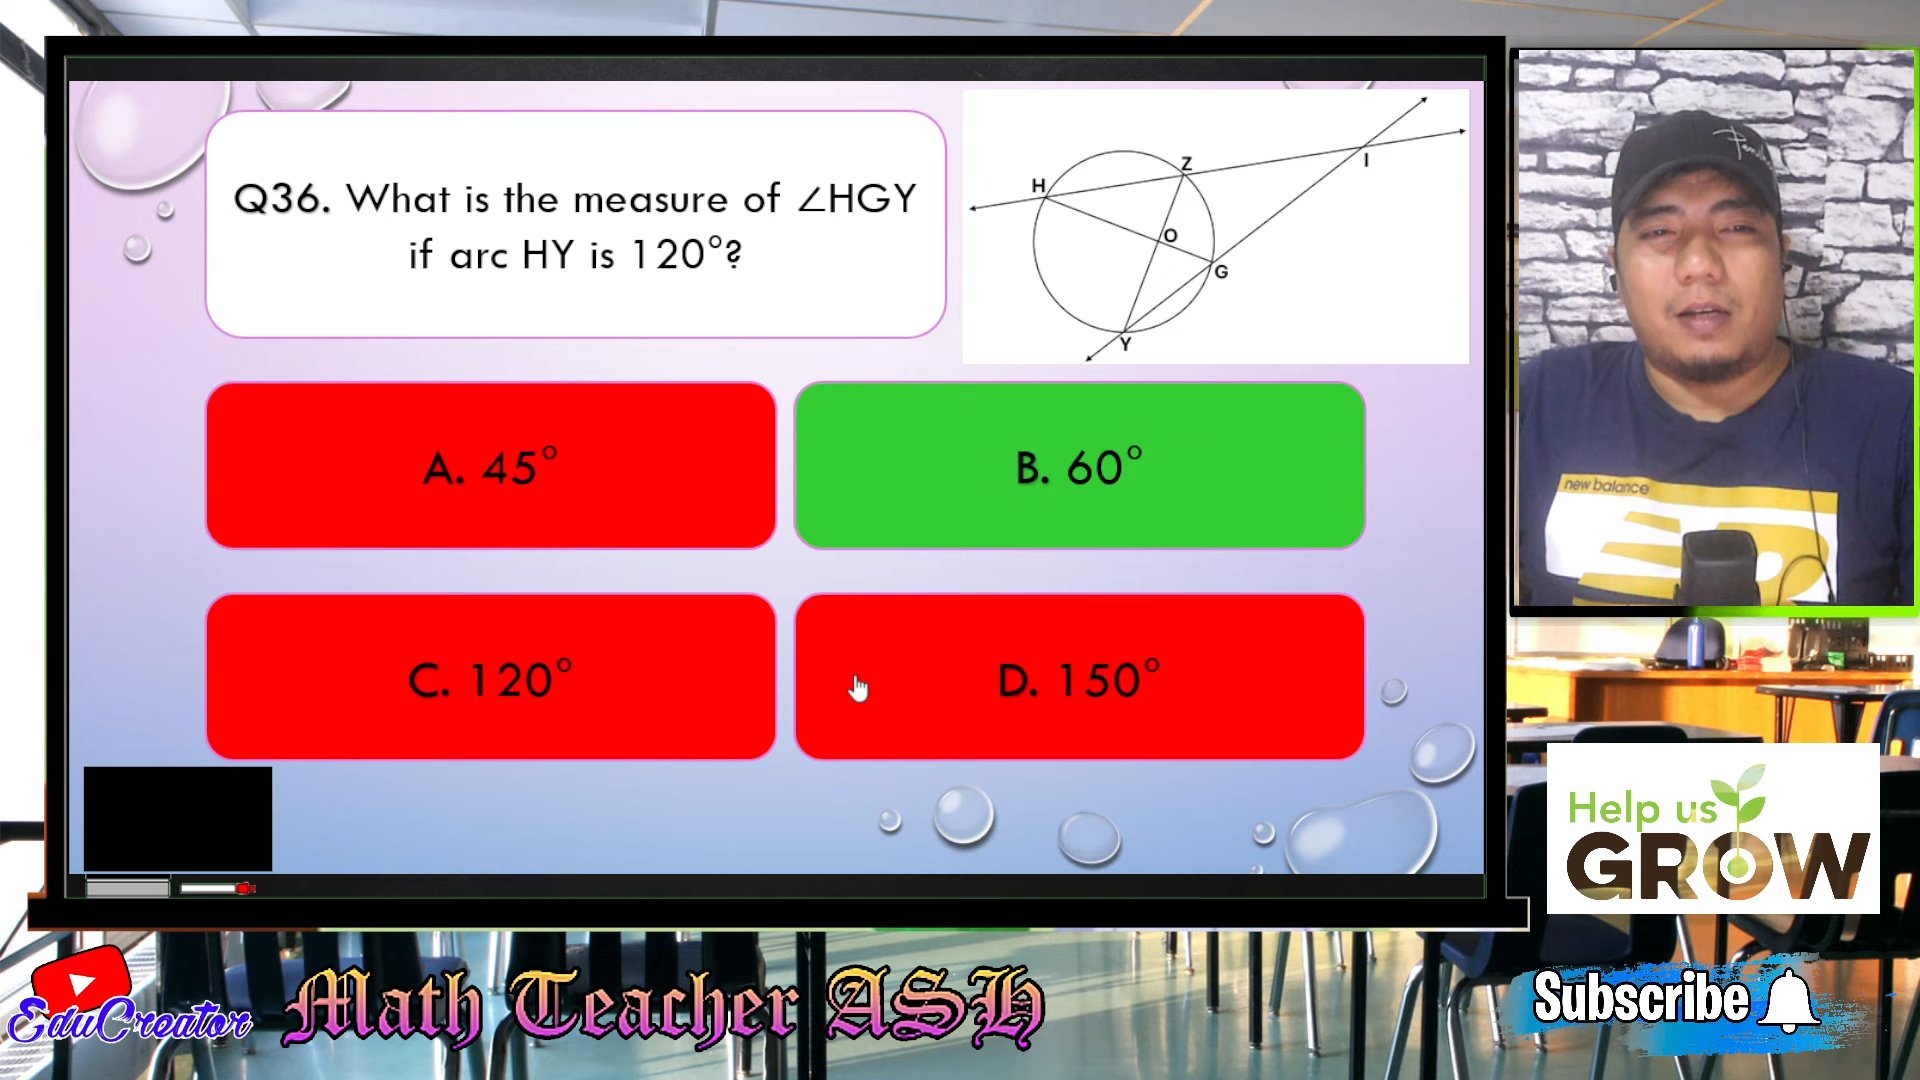 Q36. What is the measure of ∠HGY
if arc HY is 120°?
H
Z
I
O
G
Y
A. 45°
B. 60°
C. 120°
D. 150°
new balance
Help us
GROW
EduCreator
Math Teacher ASH
Subscribe